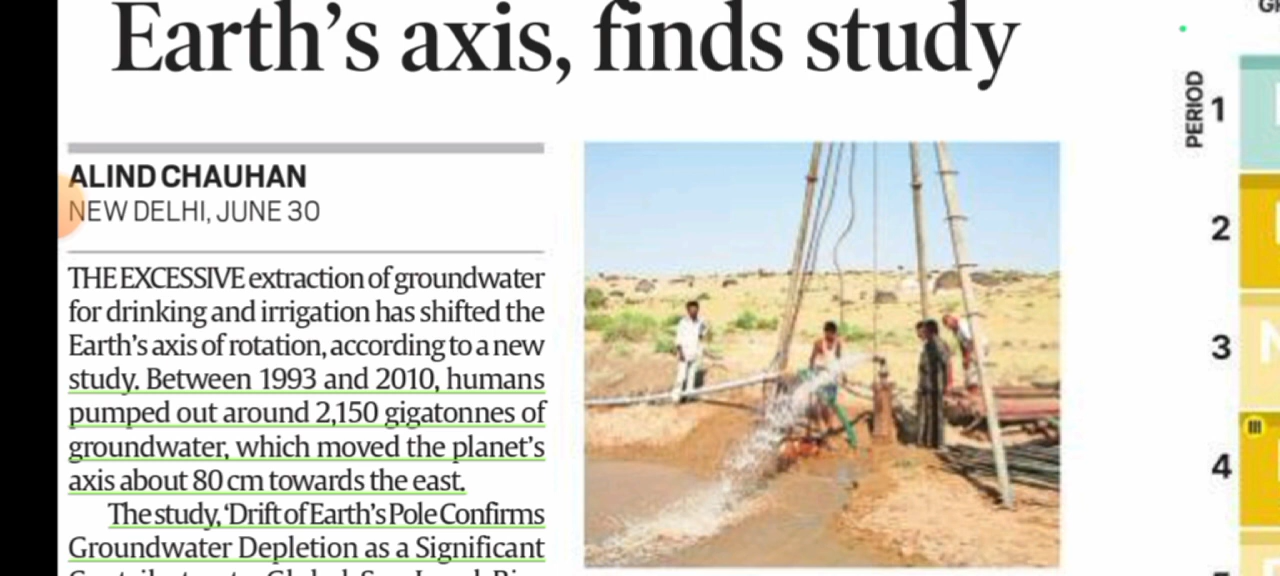 Earth's axis, finds study
ALIND CHAUHAN
NEW DELHI, JUNE 30
THE EXCESSIVE extraction of groundwater
for drinking and irrigation has shifted the
Earth's axis of rotation, according to a new
study. Between 1993 and 2010, humans
pumped out around 2,150 gigatonnes of
groundwater, which moved the planet's
axis about 80 cm towards the east.
The study, 'Drift of Earth's Pole Confirms
Groundwater Depletion as a Significant
PERIOD
1
2
3
4